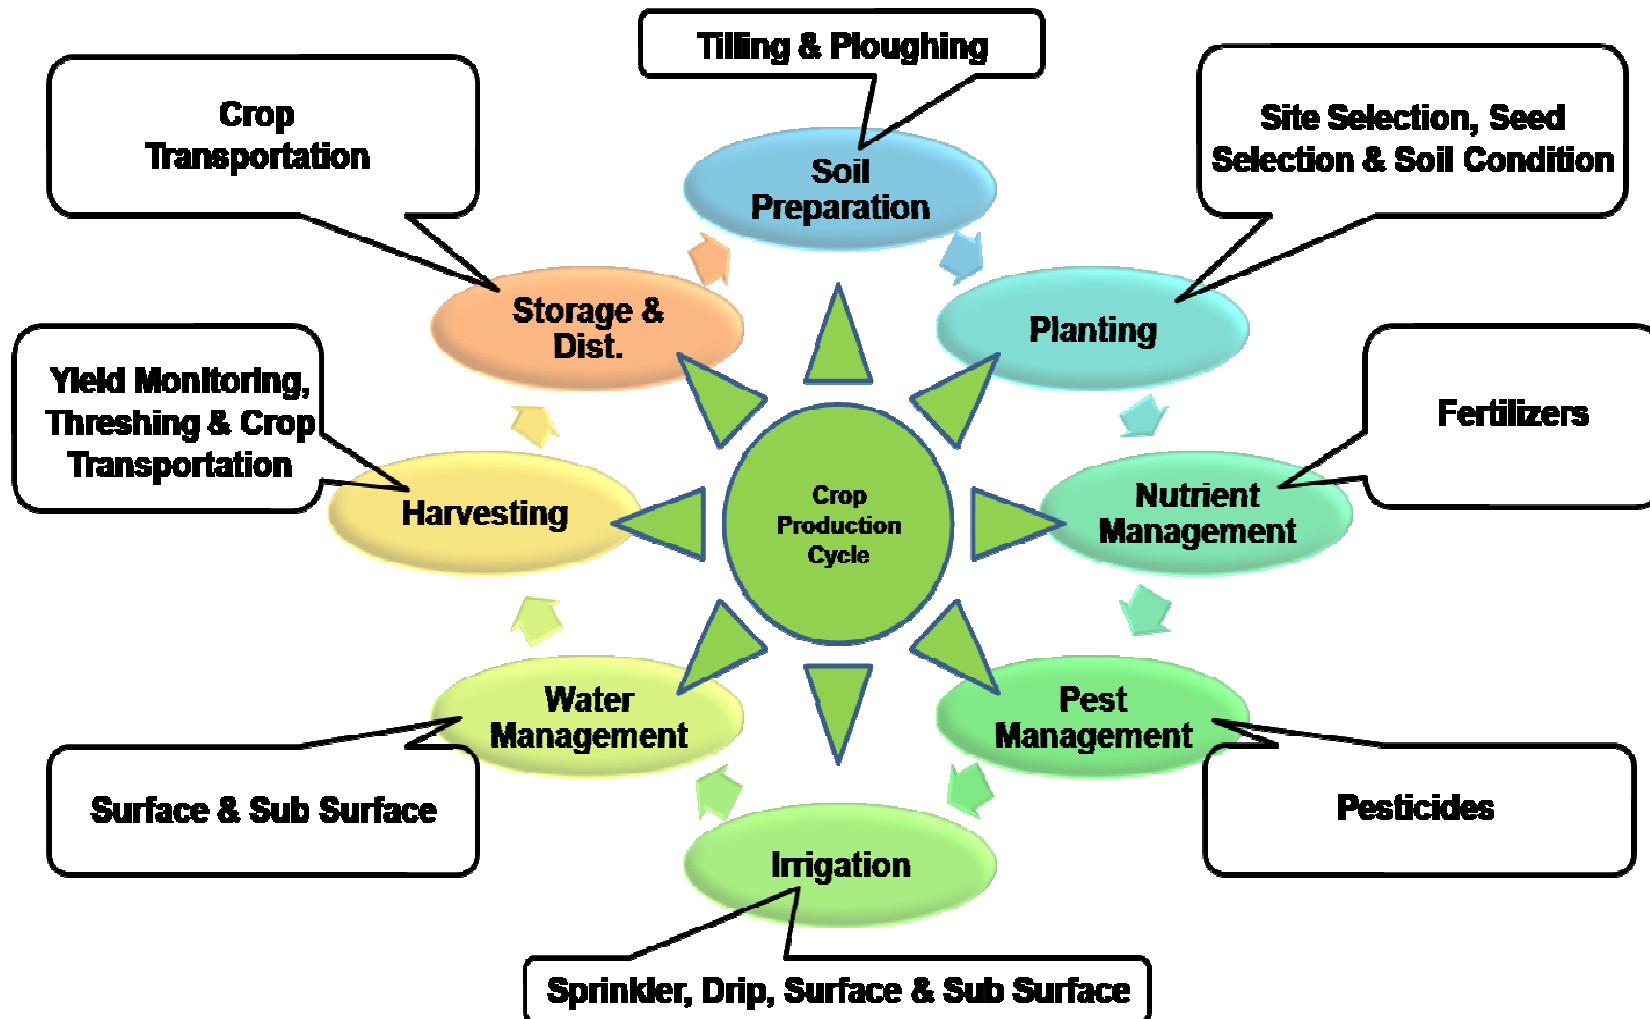 Tilling & Ploughing
Crop
Transportation
Site Selection, Seed
Selection & Soil Condition
Soil
Preparation
Storage &
Dist.
Planting
Yield Monitoring,
Threshing & Crop
Transportation
Fertilizers
Harvesting
Crop
Production
Cycle
Nutrient
Management
Water
Management
Pest
Management
Surface & Sub Surface
Pesticides
Irrigation
Sprinkler, Drip, Surface & Sub Surface